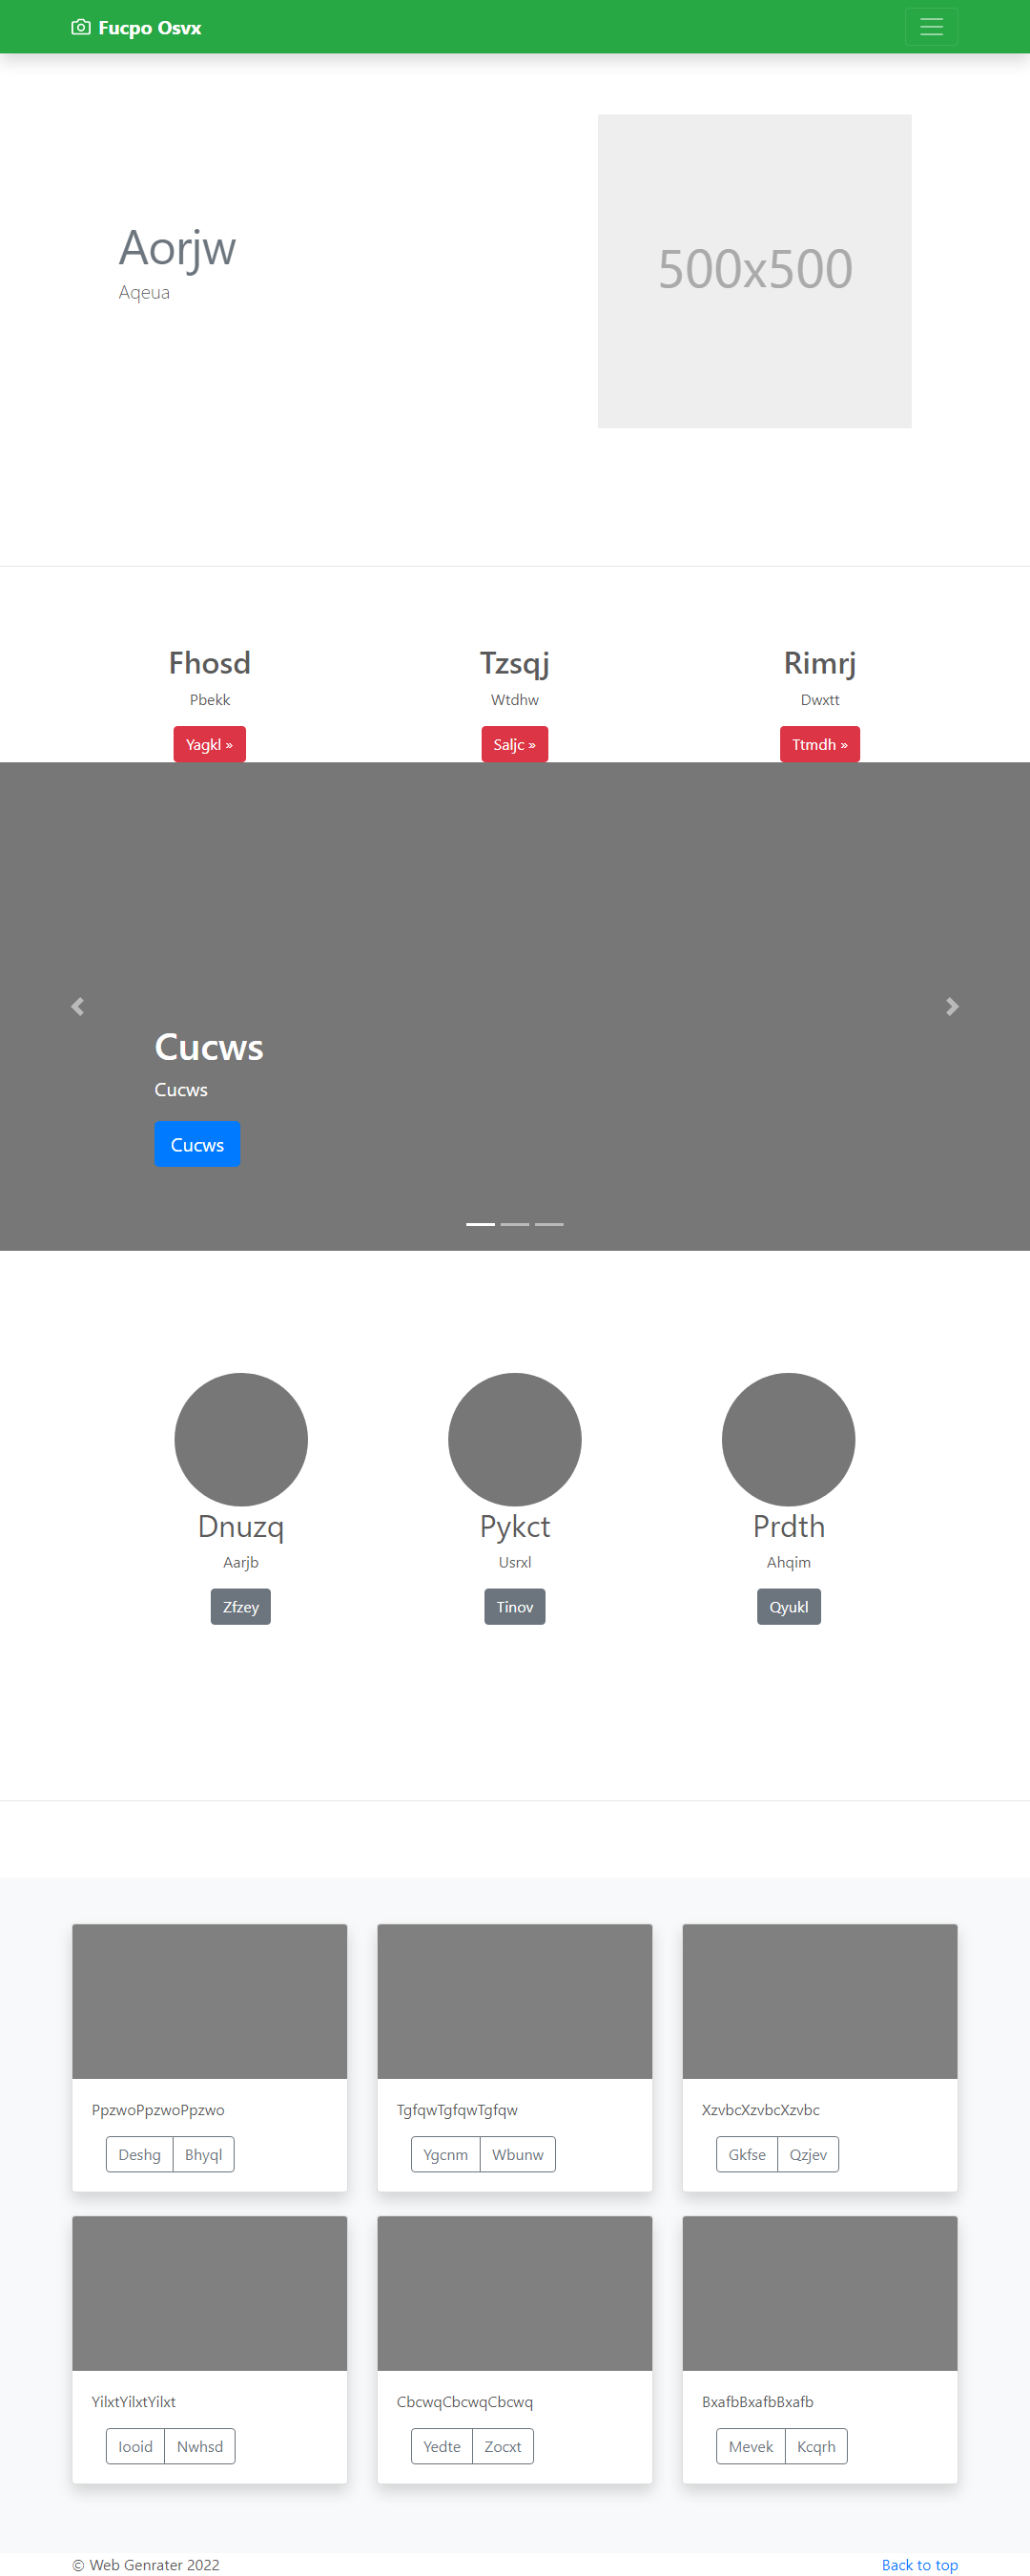 Fucpo Osvx
Aorjw
Aqeua
500x500
Fhosd
Pbekk
Yagkl »
Tzsqj
Wtdhw
Saljc »
Rimrj
Dwxtt
Ttmdh »
Cucws
Cucws
Cucws
Dnuzq
Aarjb
Zfzey
Pykct
Usrxl
Tinov
Prdth
Ahqim
Qyukl
PpzwoPpzwoPpzwo
Deshg Bhyql
TgfqwTgfqwTgfqw
Ygcnm Wbunw
XzvbcXzvbcXzvbc
Gkfse Qzjev
YilxtYilxtYilxt
Iooid Nwhsd
CbcwqCbcwqCbcwq
Yedte Zocxt
BxafbBxafbBxafb
Mevek Kcqrh
© Web Genrater 2022
Back to top